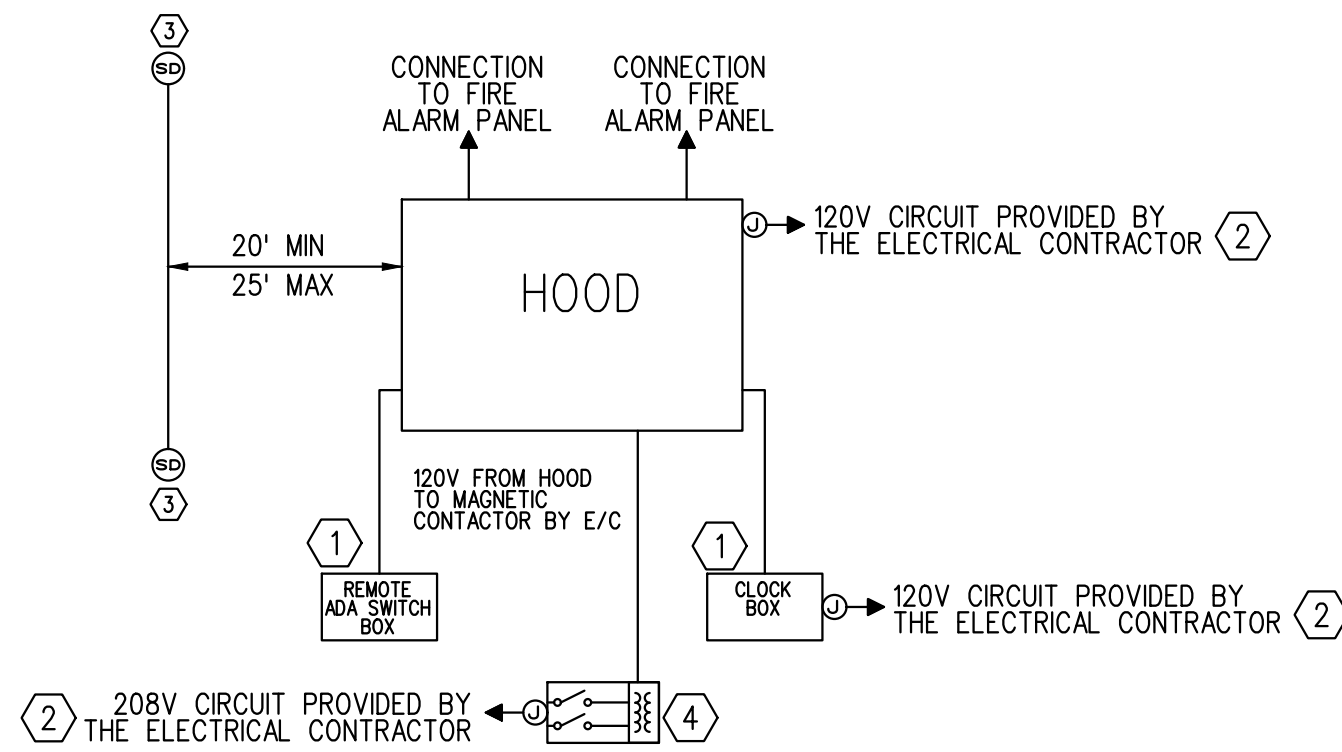 3
SD
CONNECTION
TO FIRE
ALARM PANEL
CONNECTION
TO FIRE
ALARM PANEL
J
120V CIRCUIT PROVIDED BY
THE ELECTRICAL CONTRACTOR
2
20' MIN
25' MAX
HOOD
SD
3
120V FROM HOOD
TO MAGNETIC
CONTACTOR BY E/C
1
REMOTE
ADA SWITCH
BOX
1
CLOCK
BOX
J
120V CIRCUIT PROVIDED BY
THE ELECTRICAL CONTRACTOR
2
2
208V CIRCUIT PROVIDED BY
THE ELECTRICAL CONTRACTOR
J
4